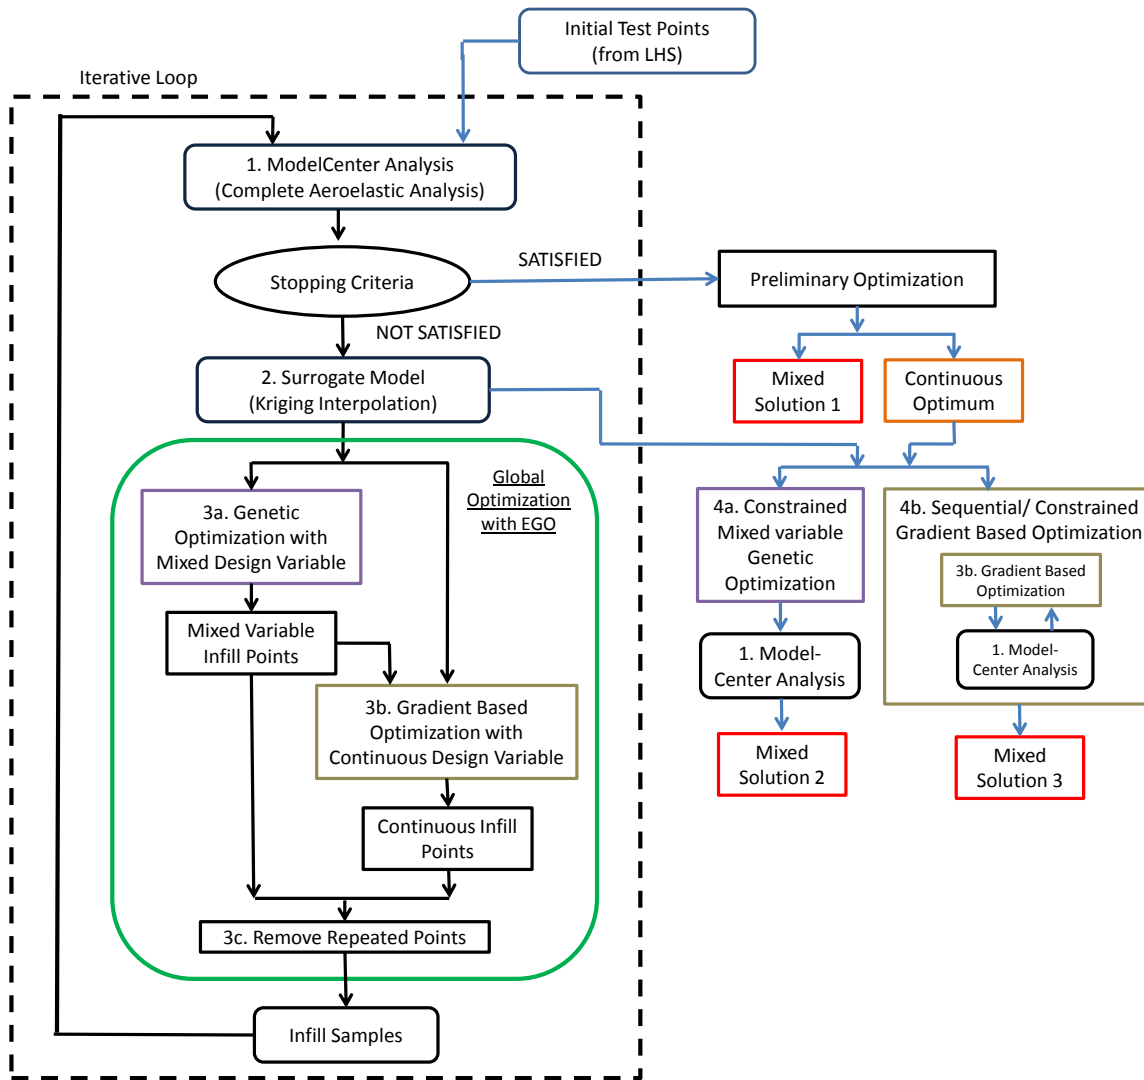 Initial Test Points
(from LHS)
Iterative Loop
1. ModelCenter Analysis
(Complete Aeroelastic Analysis)
Stopping Criteria
SATISFIED
NOT SATISFIED
Preliminary Optimization
2. Surrogate Model
(Kriging Interpolation)
Mixed
Solution 1
Continuous
Optimum
Global
Optimization
with EGO
3a. Genetic
Optimization with
Mixed Design Variable
Mixed Variable
Infill Points
3b. Gradient Based
Optimization with
Continuous Design Variable
Continuous Infill
Points
3c. Remove Repeated Points
Infill Samples
4a. Constrained
Mixed variable
Genetic
Optimization
1. Model-
Center Analysis
Mixed
Solution 2
4b. Sequential/ Constrained
Gradient Based Optimization
3b. Gradient Based
Optimization
1. Model-
Center Analysis
Mixed
Solution 3